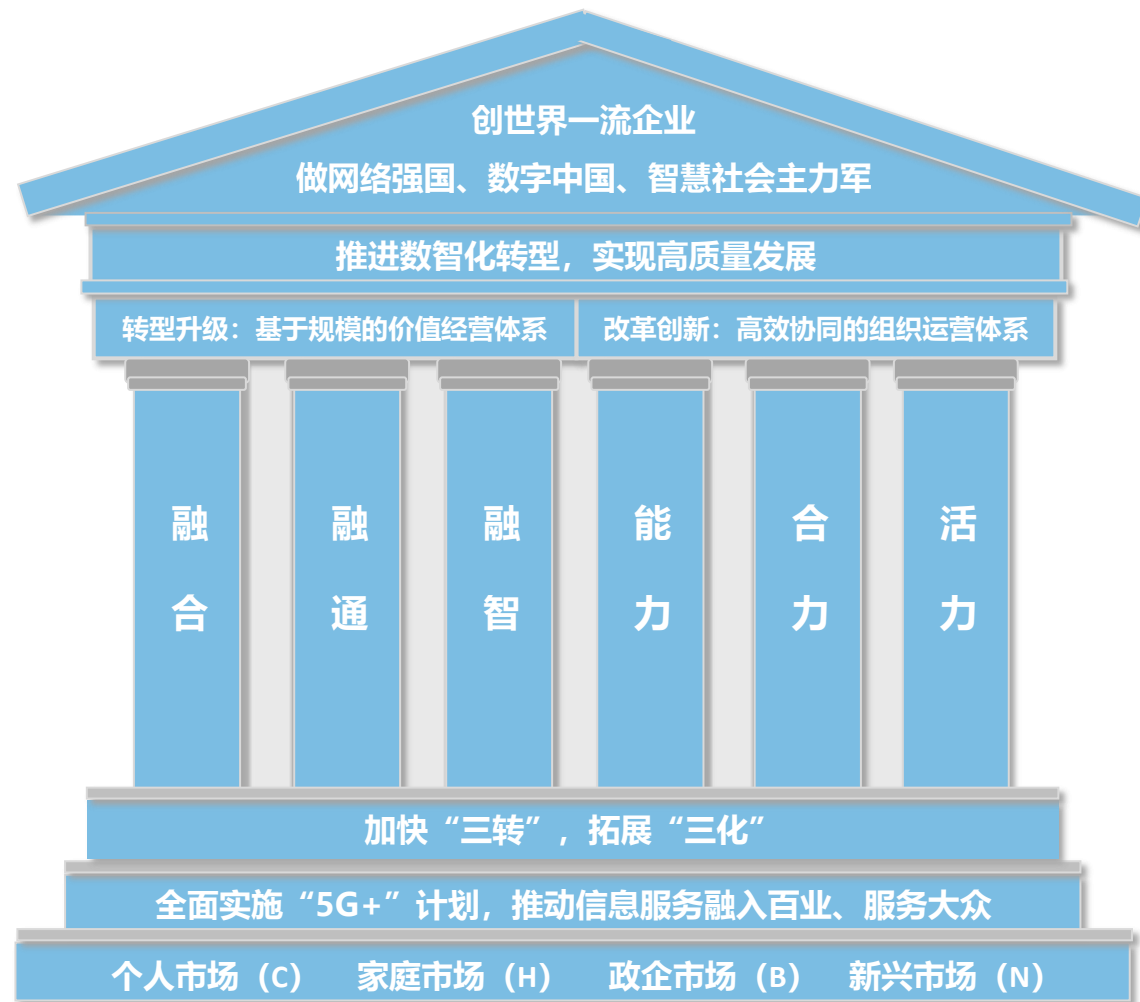 创世界一流企业
做网络强国、数字中国、智慧社会主力军
推进数智化转型，实现高质量发展
转型升级：基于规模的价值经营体系
改革创新：高效协同的组织运营体系
融合
融通
融智
能力
合力
活力
加快“三转”，拓展“三化”
全面实施“5G+”计划，推动信息服务融入百业、服务大众
个人市场（C） 家庭市场（H） 政企市场（B） 新兴市场（N）